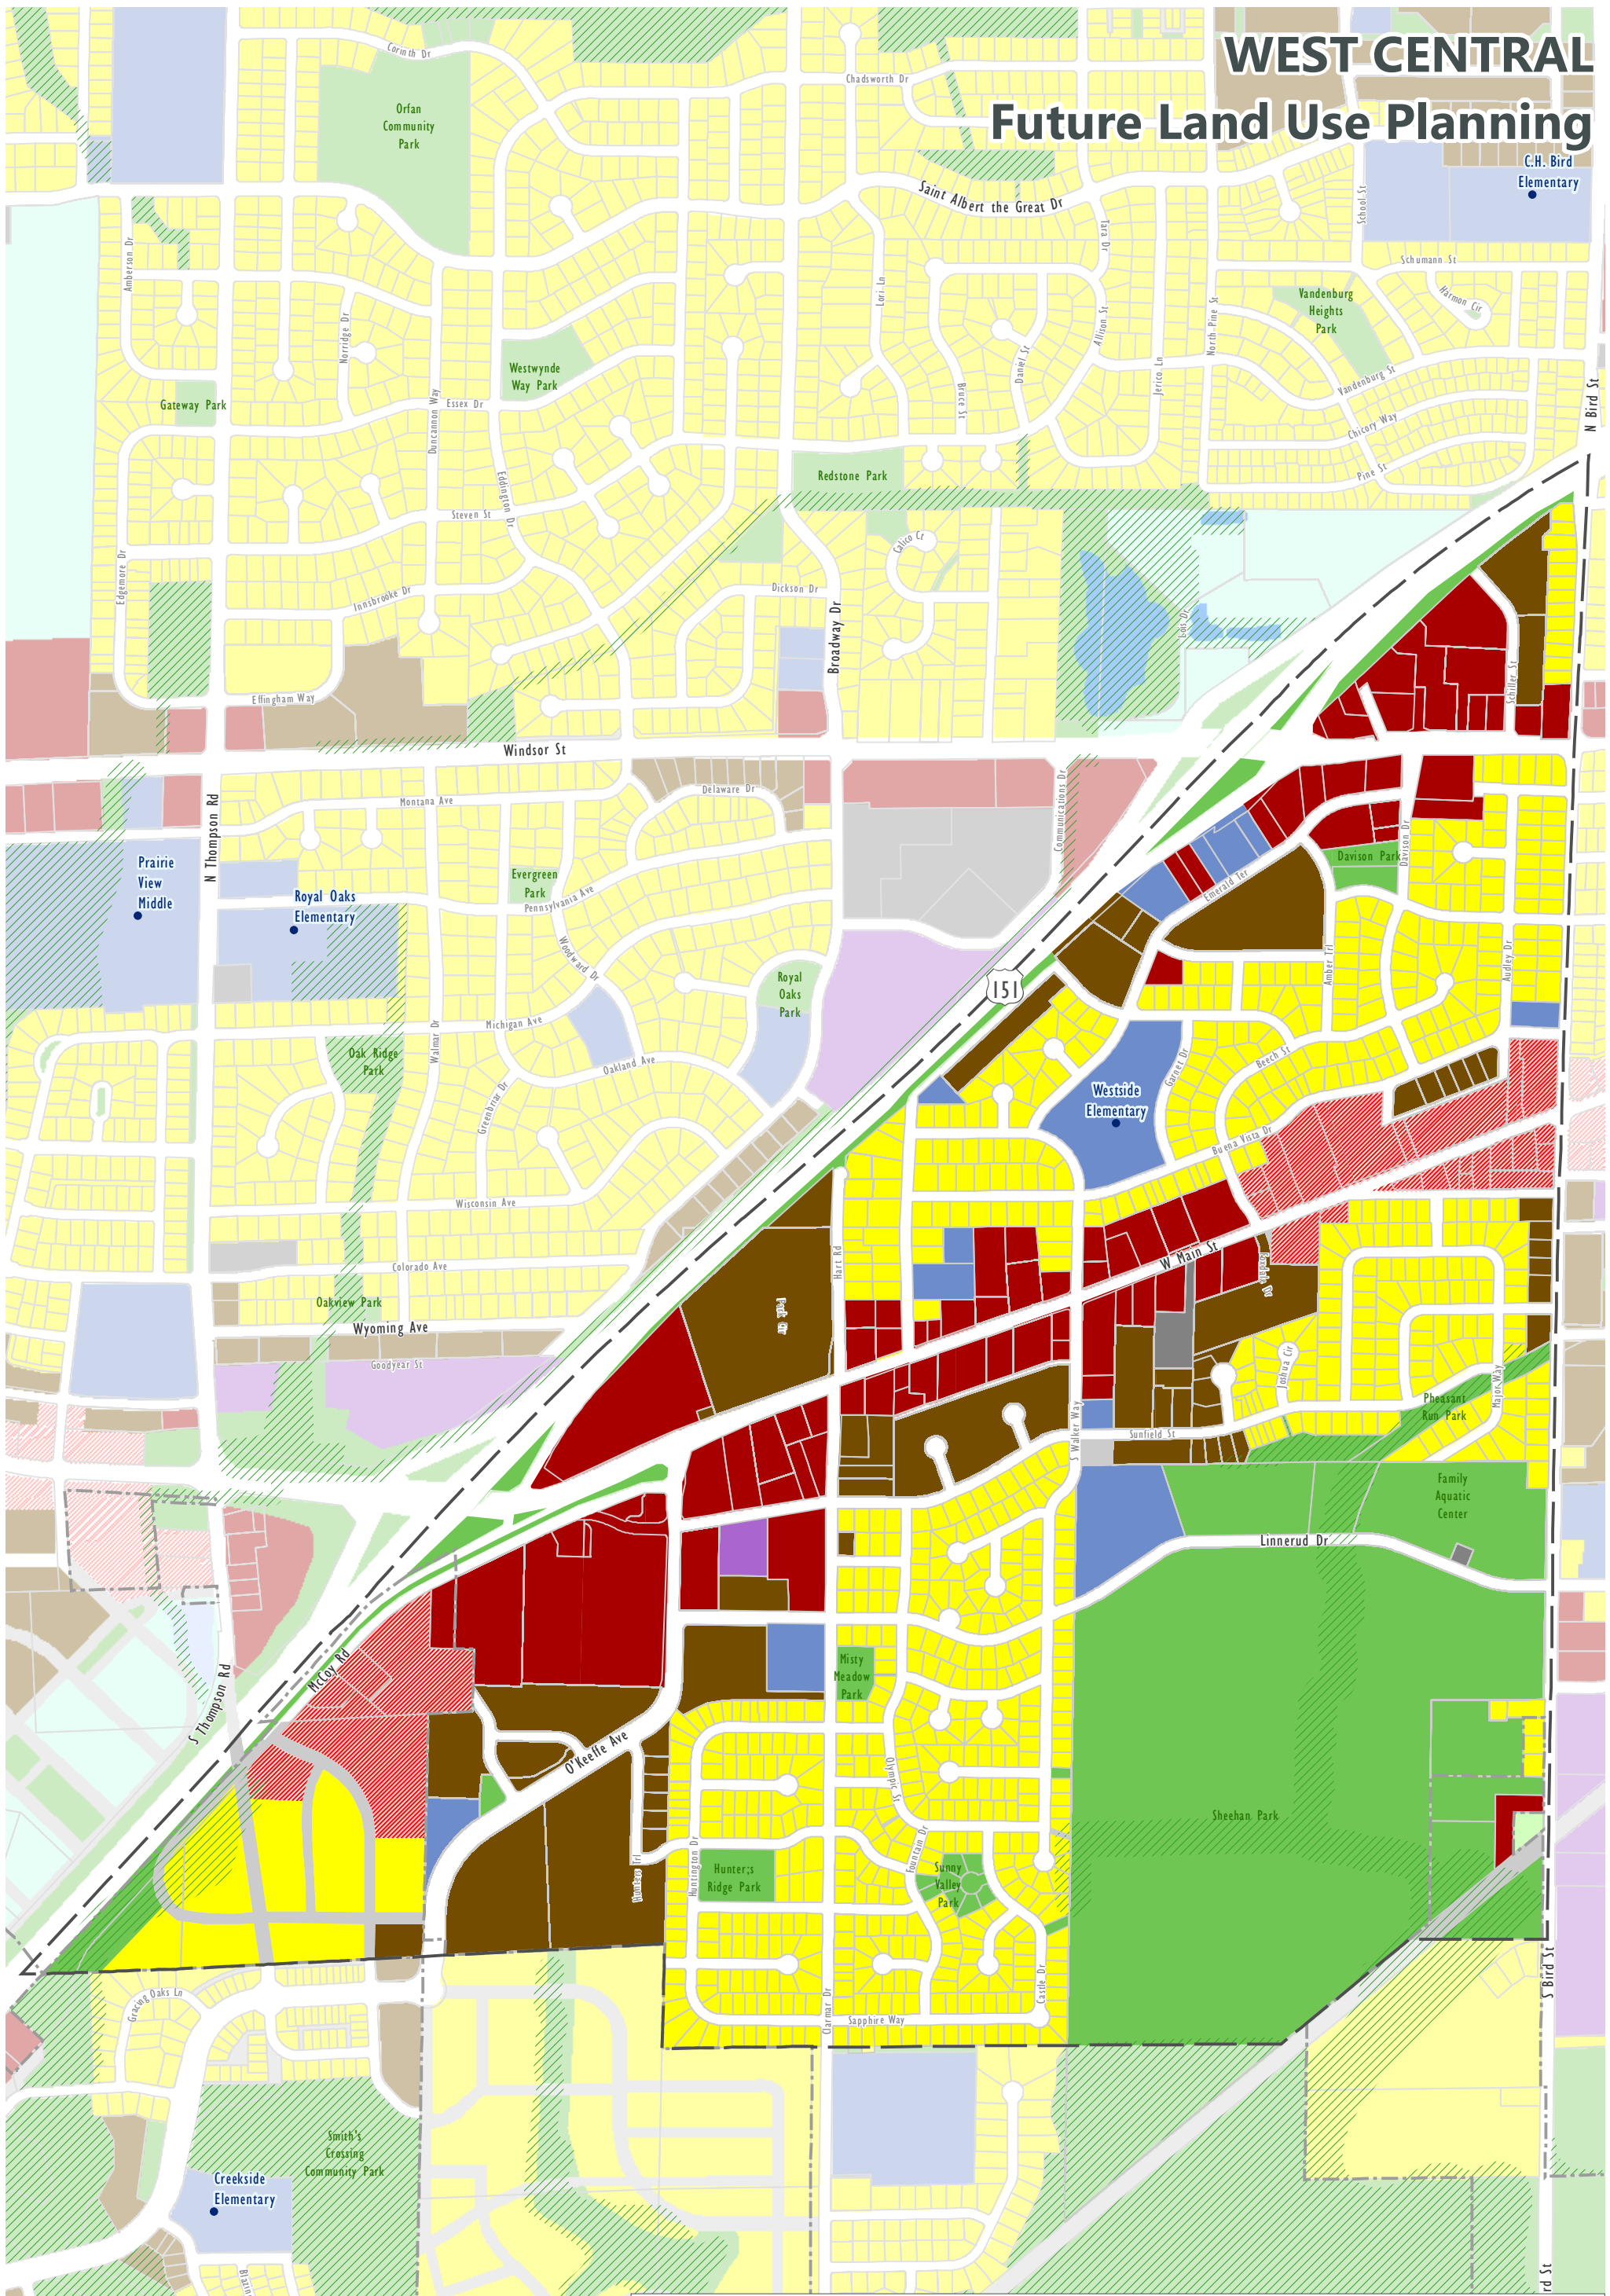 WEST CENTRAL
Future Land Use Planning
Corinth Dr
Chadsworth Dr
Orfan
Community
Park
C.H. Bird
Elementary
Saint Albert the Great Dr
School St
Tara Dr
Amberson Dr
Schumann St
Lori Ln
Harmon Cir
Vandenburg
Heights
Park
Norridge Dr
Allison St
North Pine St
Daniel St
Jerico Ln
Westwynde
Way Park
Vandenburg St
Bruce St
Gateway Park
Essex Dr
Duncannon Way
N Bird St
Chicory Way
Pine St
Redstone Park
Eddington Dr
Steven St
Calico Cr
Edgemore Dr
Innsbrooke Dr
Dickson Dr
Broadway Dr
Schiller St
Effingham Way
Windsor St
Delaware Dr
Montana Ave
Communications Dr
N Thompson Rd
Davison Dr
Davison Park
Prairie
View
Middle
Evergreen
Park
Emerald Ter
Royal Oaks
Elementary
Pennsylvania Ave
Woodward Dr
Amber Trl
Audley Dr
Royal
Oaks
Park
151
Michigan Ave
Walmar Dr
Oak Ridge
Park
Oakland Ave
Beech St
Garnet Dr
Westside
Elementary
Greenbriar Dr
Buena Vista Dr
Wisconsin Ave
Hart Rd
W Main St
Colorado Ave
Oakview Park
Park Cir
Wyoming Ave
Goodyear St
Joshua Cir
Major Way
Pheasant
Run Park
S Walker Way
Sunfield St
Family
Aquatic
Center
Linnerud Dr
McCoy Rd
S Thompson Rd
Misty
Meadow
Park
O'Keeffe Ave
Olympic St
Sheehan Park
Fountain Dr
Hunters Trl
Huntington Dr
Hunter;s
Ridge Park
Sunny
Valley
Park
S Bird St
Castle Dr
Clarmar Dr
Sapphire Way
Gracing Oaks Ln
Smith's
Crossing
Community Park
Creekside
Elementary
rd St